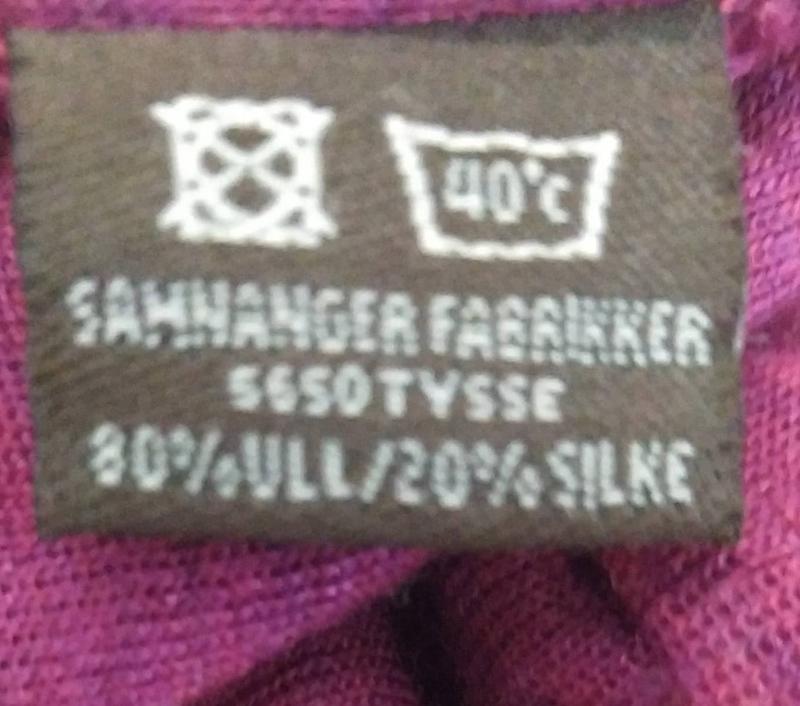 40°C
SAMNANGER FABRIKKER
5650 TYSSE
80% ULL/20% SILKE